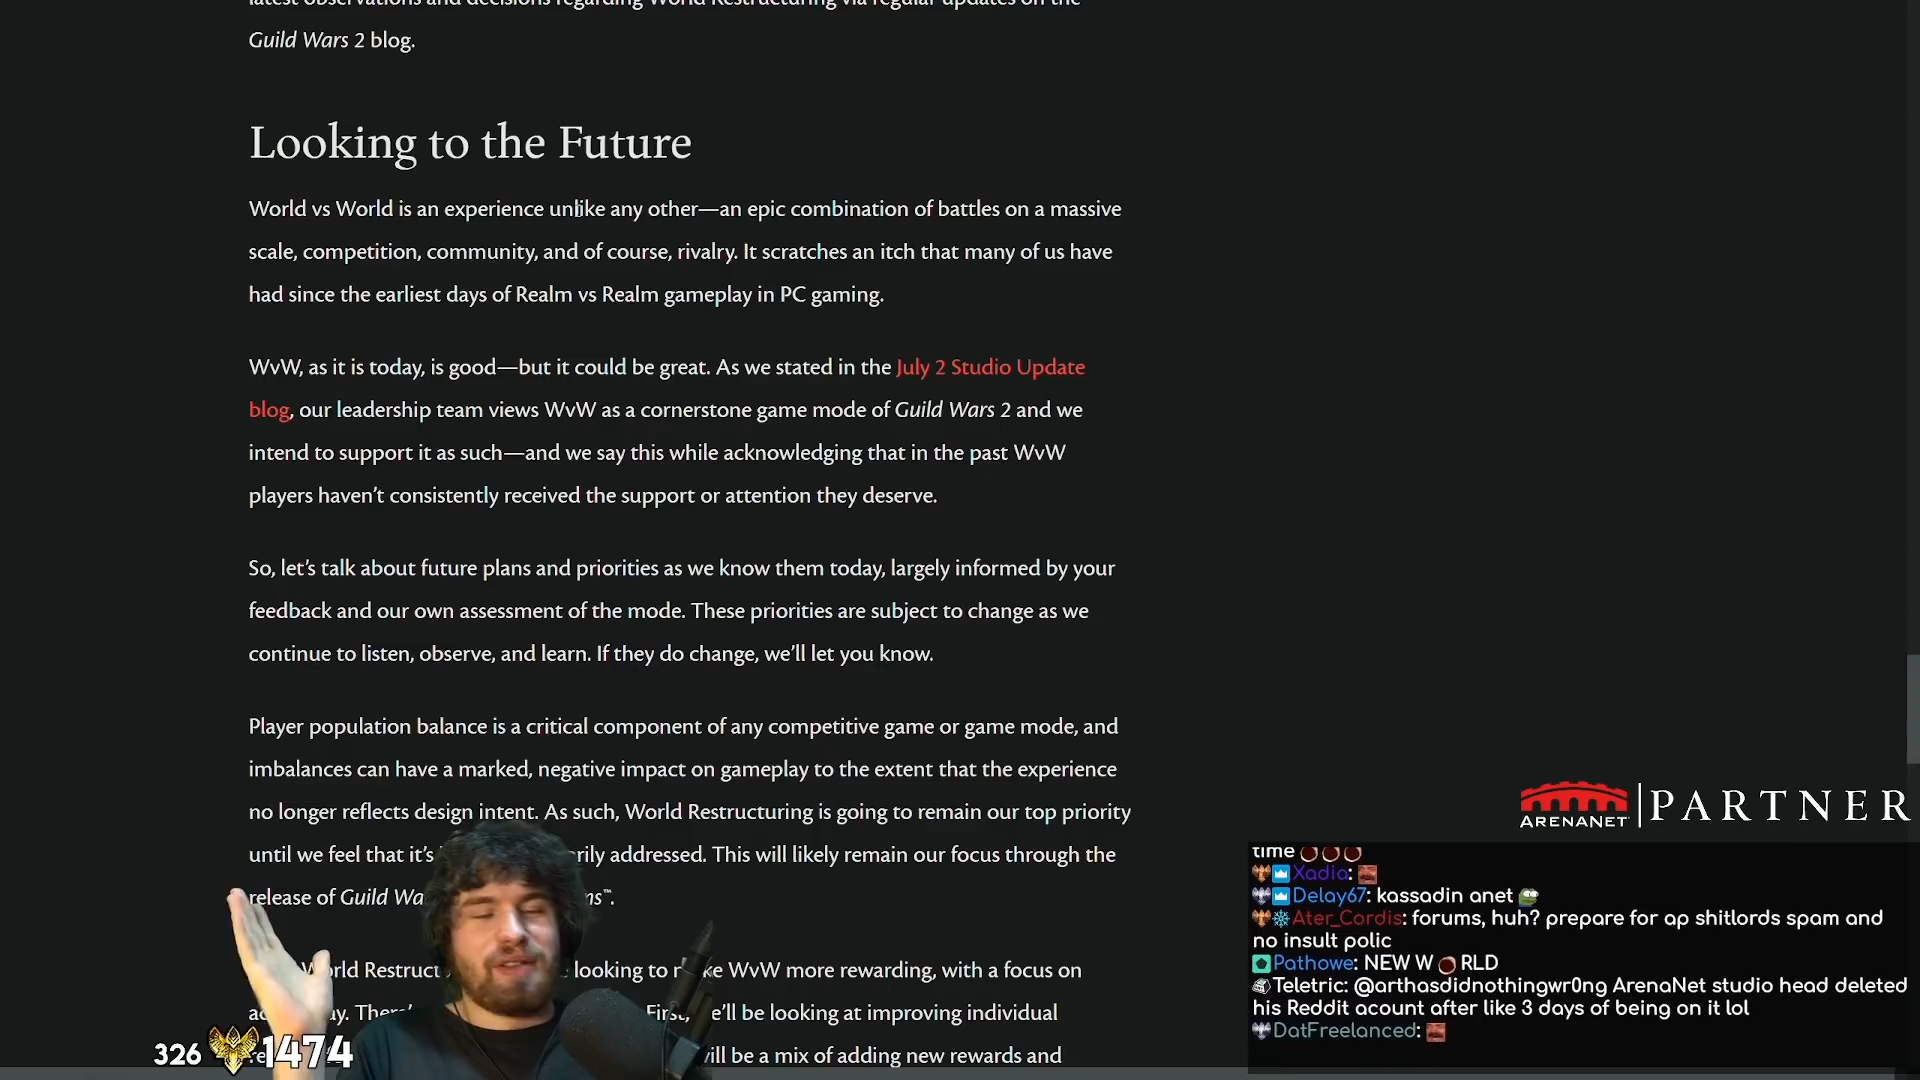 latest observations and decisions regarding World Restructuring via regular updates on the
Guild Wars 2 blog.
Looking to the Future
World vs World is an experience unlike any other—an epic combination of battles on a massive
scale, competition, community, and of course, rivalry. It scratches an itch that many of us have
had since the earliest days of Realm vs Realm gameplay in PC gaming.
WvW, as it is today, is good—but it could be great. As we stated in the July 2 Studio Update
blog, our leadership team views WvW as a cornerstone game mode of Guild Wars 2 and we
intend to support it as such—and we say this while acknowledging that in the past WvW
players haven’t consistently received the support or attention they deserve.
So, let’s talk about future plans and priorities as we know them today, largely informed by your
feedback and our own assessment of the mode. These priorities are subject to change as we
continue to listen, observe, and learn. If they do change, we’ll let you know.
Player population balance is a critical component of any competitive game or game mode, and
imbalances can have a marked, negative impact on gameplay to the extent that the experience
no longer reflects design intent. As such, World Restructuring is going to remain our top priority
until we feel that it’s rily addressed. This will likely remain our focus through the
release of Guild Wa ns™.
orld Restruct looking to ke WvW more rewarding, with a focus on
ay. There’ First, e’ll be looking at improving individual
ill be a mix of adding new rewards and
326 1474
ARENANET PARTNER
time
Xadia:
Delay67: kassadin anet
Ater_Cordis: forums, huh? prepare for ap shitlords spam and
no insult polic
Pathowe: NEW W RLD
Teletric: @arthasdidnothingwr0ng ArenaNet studio head deleted
his Reddit acount after like 3 days of being on it lol
DatFreelanced: